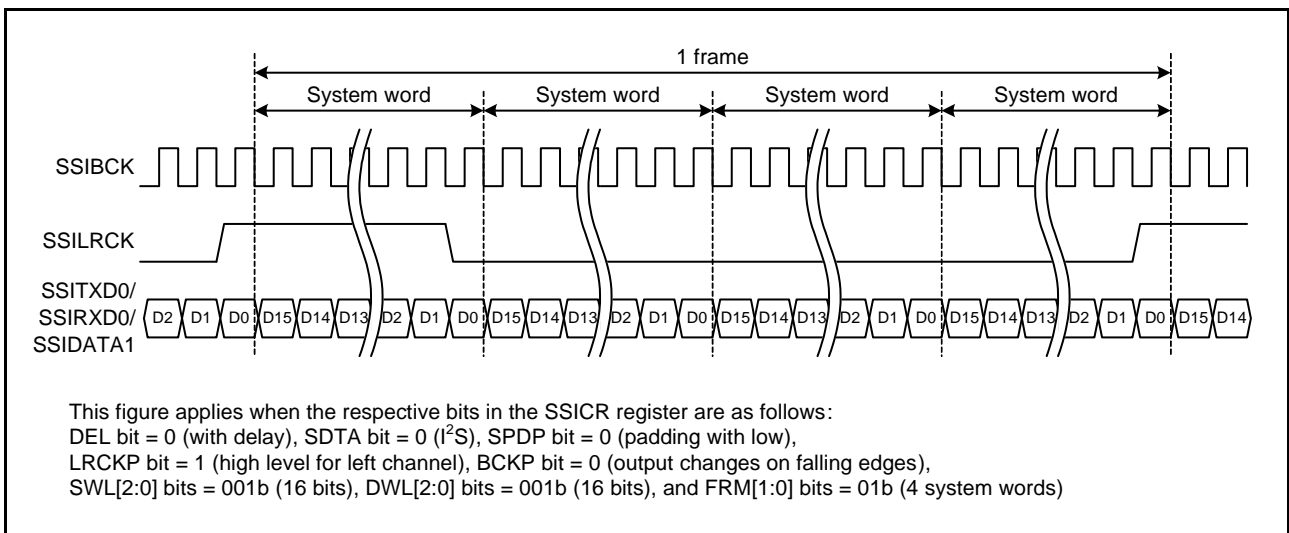 1 frame
System word System word System word System word
SSIBCK
SSILRCK
SSITXD0/
SSIRXD0/
SSIDATA1
D2 D1 D0 D15 D14 D13 D2 D1 D0 D15 D14 D13 D2 D1 D0 D15 D14 D13 D2 D1 D0 D15 D14 D13 D2 D1 D0 D15 D14
This figure applies when the respective bits in the SSICR register are as follows:
DEL bit = 0 (with delay), SDTA bit = 0 (I²S), SPDP bit = 0 (padding with low),
LRCKP bit = 1 (high level for left channel), BCKP bit = 0 (output changes on falling edges),
SWL[2:0] bits = 001b (16 bits), DWL[2:0] bits = 001b (16 bits), and FRM[1:0] bits = 01b (4 system words)